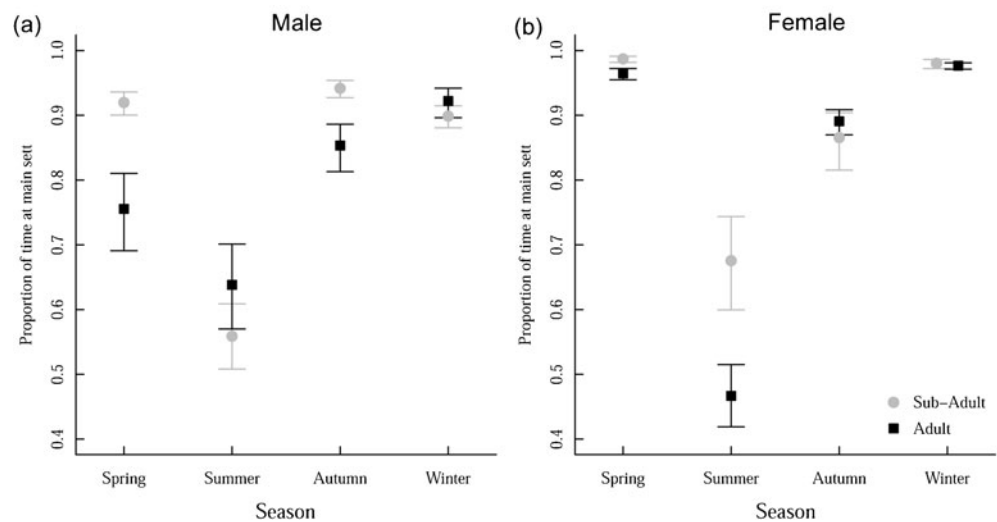 (a)
Male
Proportion of time at main sett
1.0
0.9
0.8
0.7
0.6
0.5
0.4
Spring
Summer
Autumn
Winter
Season
(b)
Female
Proportion of time at main sett
1.0
0.9
0.8
0.7
0.6
0.5
0.4
Sub-Adult
Adult
Spring
Summer
Autumn
Winter
Season